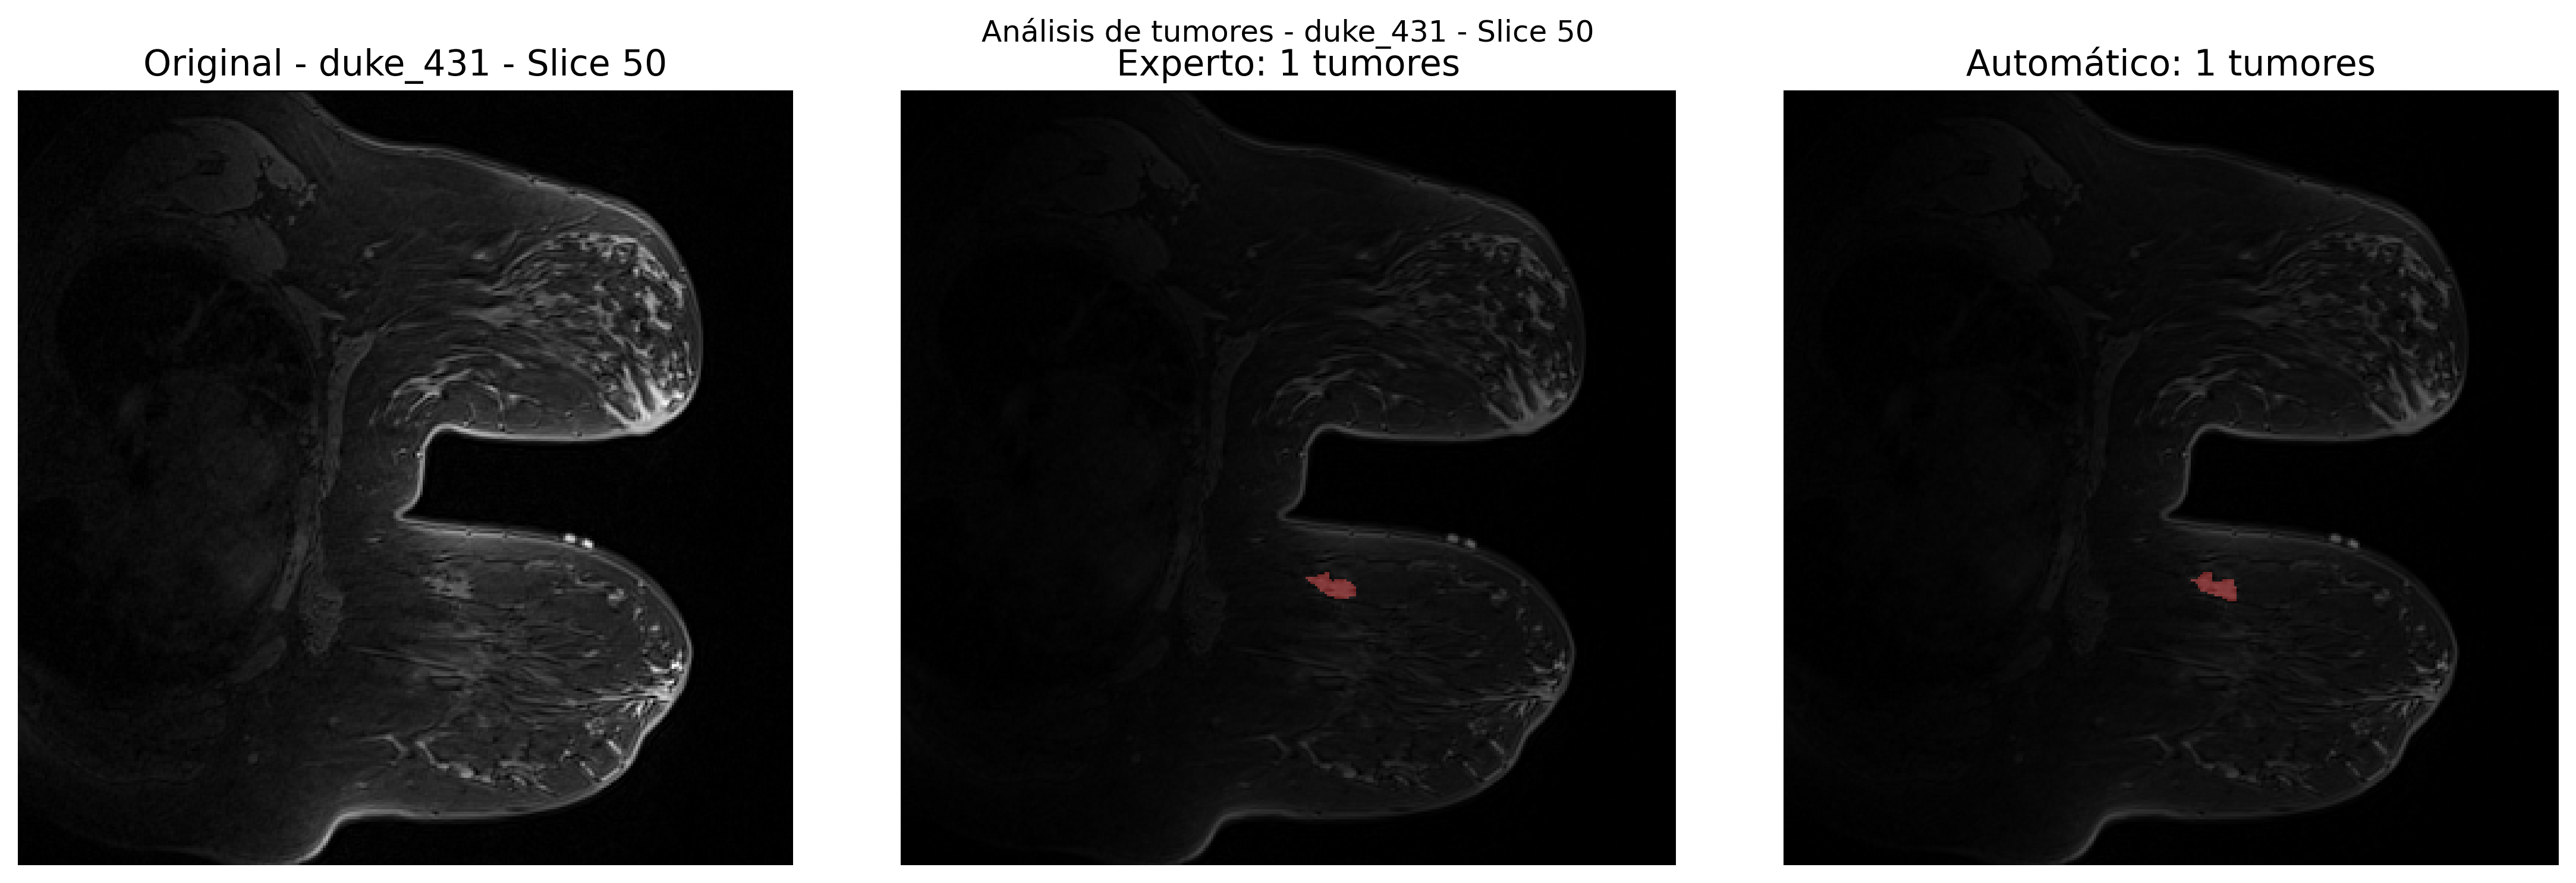 Análisis de tumores - duke_431 - Slice 50
Original - duke_431 - Slice 50
Experto: 1 tumores
Automático: 1 tumores